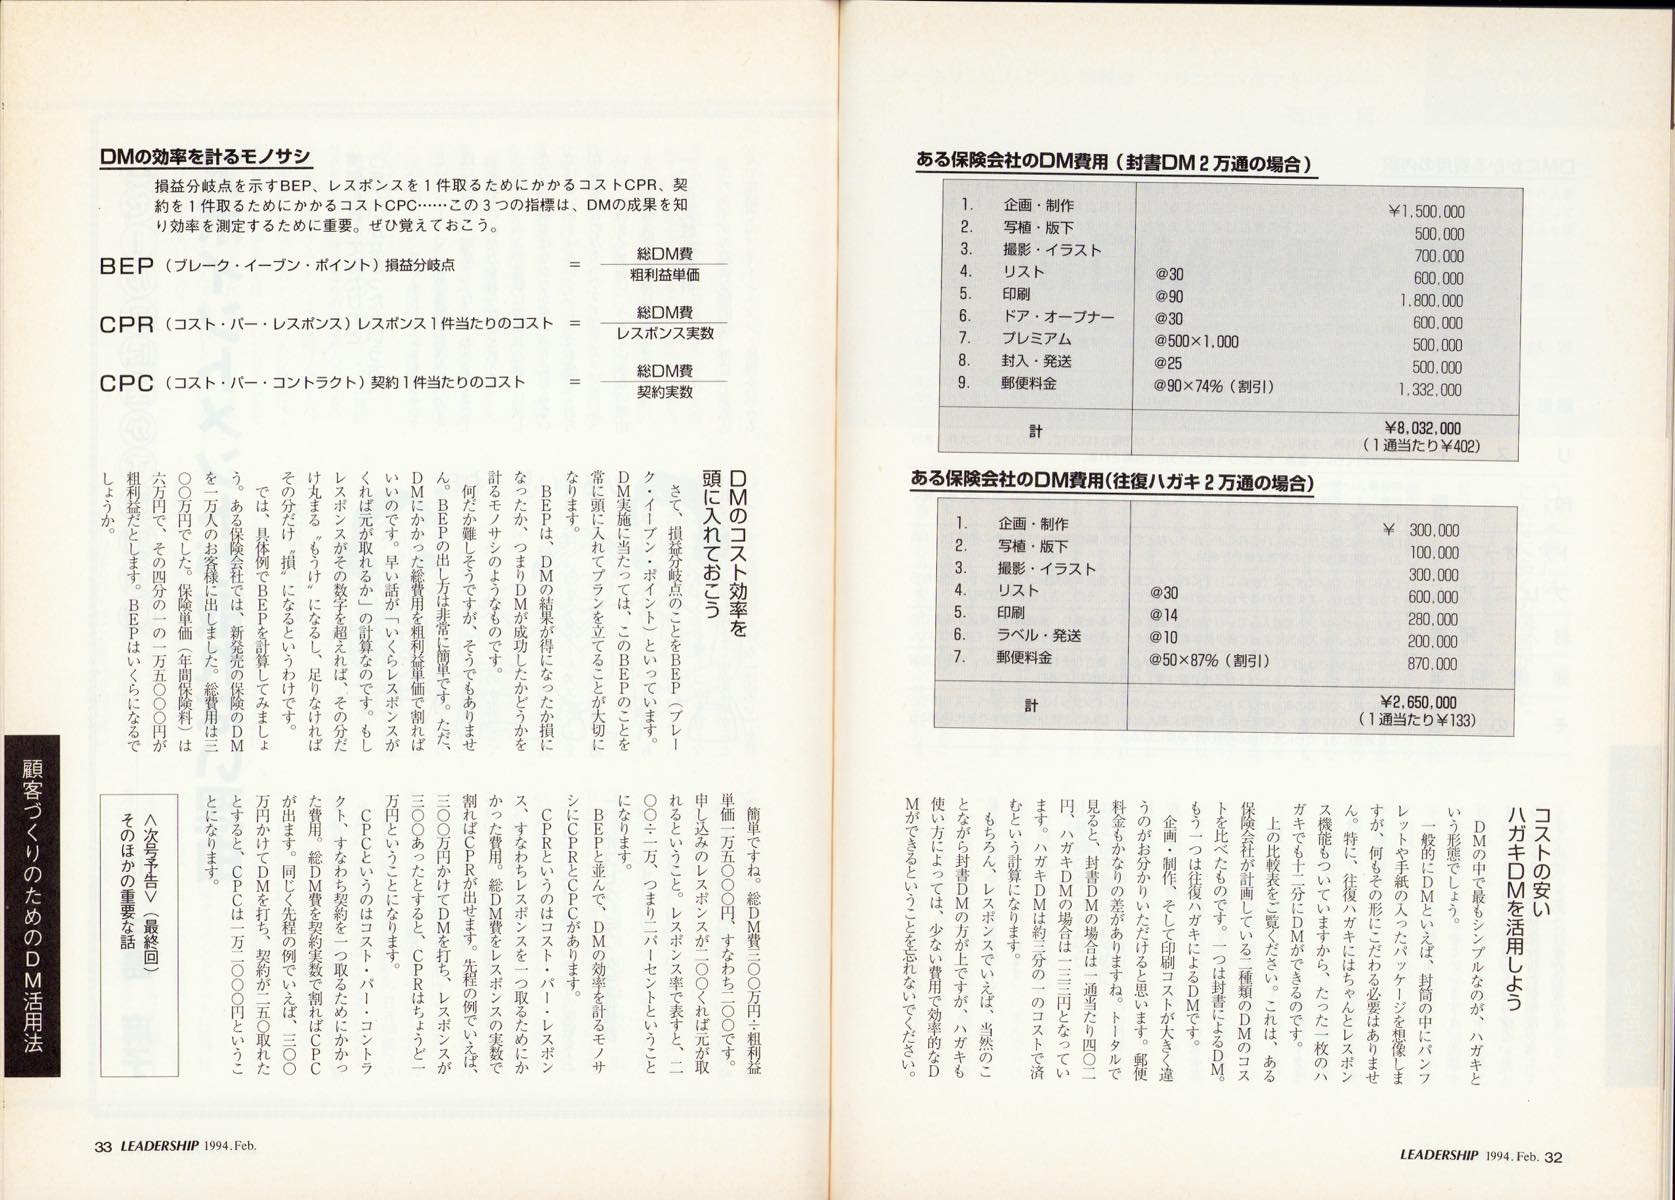 ある保険会社のDM費用（封書DM２万通の場合）
1. 企画・制作 ¥1,500,000
2. 写植・版下 500,000
3. 撮影・イラスト 700,000
4. リスト @30 600,000
5. 印刷 @90 1,800,000
6. ドア・オープナー @30 600,000
7. プレミアム @500×1,000 500,000
8. 封入・発送 @25 500,000
9. 郵便料金 @90×74%（割引） 1,332,000
計 ¥8,032,000
（１通当たり¥402）
ある保険会社のDM費用(往復ハガキ２万通の場合)
1. 企画・制作 ¥ 300,000
2. 写植・版下 100,000
3. 撮影・イラスト 300,000
4. リスト @30 600,000
5. 印刷 @14 280,000
6. ラベル・発送 @10 200,000
7. 郵便料金 @50×87%（割引） 870,000
計 ¥2,650,000
（１通当たり¥133）
コストの安い
ハガキDMを活用しよう
DMの中で最もシンプルなのが、ハガキと
いう形態でしょう。
一般的にDMといえば、封筒の中にパンフ
レットや手紙の入ったパッケージを想像しま
すが、何もその形にこだわる必要はありませ
ん。特に、往復ハガキにはちゃんとレスポン
ス機能もついていますから、たった一枚のハ
ガキでも十二分にDMができるのです。
上の比較表をご覧ください。これは、ある
保険会社が計画している二種類のDMのコス
トを比べたものです。一つは封書によるDM。
もう一つは往復ハガキによるDMです。
企画・制作、そして印刷コストが大きく違
うのがお分かりいただけると思います。郵便
料金もかなりの差がありますね。トータルで
見ると、封書DMの場合は一通当たり四〇二
円、ハガキDMの場合は一三三円となってい
ます。ハガキDMは約三分の一のコストで済
むという計算になります。
もちろん、レスポンスでいえば、当然のこ
とながら封書DMの方が上ですが、ハガキも
使い方によっては、少ない費用で効率的なD
Mができるということを忘れないでください。
LEADERSHIP 1994. Feb. 32
DMの効率を計るモノサシ
損益分岐点を示すBEP、レスポンスを１件取るためにかかるコストCPR、契
約を１件取るためにかかるコストCPC……この３つの指標は、DMの成果を知
り効率を測定するために重要。ぜひ覚えておこう。
BEP（ブレーク・イーブン・ポイント）損益分岐点 = 総DM費
粗利益単価
CPR（コスト・パー・レスポンス）レスポンス１件当たりのコスト = 総DM費
レスポンス実数
CPC（コスト・パー・コントラクト）契約１件当たりのコスト = 総DM費
契約実数
DMのコスト効率を
頭に入れておこう
さて、損益分岐点のことをBEP（ブレー
ク・イーブン・ポイント）といっています。
DM実施に当たっては、このBEPのことを
常に頭に入れてプランを立てることが大切に
なります。
BEPは、DMの結果が得になったか損に
なったか、つまりDMが成功したかどうかを
計るモノサシのようなものです。
何だか難しそうですが、そうでもありませ
ん。BEPの出し方は非常に簡単です。ただ、
DMにかかった総費用を粗利益単価で割れば
いいのです。早い話が「いくらレスポンスが
くれば元が取れるか」の計算なのです。もし
レスポンスがその数字を超えれば、その分だ
け丸まる〝もうけ〟になるし、足りなければ
その分だけ〝損〟になるというわけです。
では、具体例でBEPを計算してみましょ
う。ある保険会社では、新発売の保険のDM
を一万人のお客様に出しました。総費用は三
〇〇万円でした。保険単価（年間保険料）は
六万円で、その四分の一の一万五〇〇〇円が
粗利益だとします。BEPはいくらになるで
しょうか。
簡単ですね。総DM費三〇〇万円÷粗利益
単価一万五〇〇〇円、すなわち二〇〇です。
申し込みのレスポンスが二〇〇くれば元が取
れるということ。レスポンス率で表すと、二
〇〇÷一万、つまり二パーセントということ
になります。
BEPと並んで、DMの効率を計るモノサ
シにCPRとCPCがあります。
CPRというのはコスト・パー・レスポン
ス、すなわちレスポンスを一つ取るためにか
かった費用。総DM費をレスポンスの実数で
割ればCPRが出せます。先程の例でいえば、
三〇〇万円かけてDMを打ち、レスポンスが
三〇〇あったとすると、CPRはちょうど一
万円ということになります。
CPCというのはコスト・パー・コントラ
クト、すなわち契約を一つ取るためにかかっ
た費用。総DM費を契約実数で割ればCPC
が出ます。同じく先程の例でいえば、三〇〇
万円かけてDMを打ち、契約が二五〇取れた
とすると、CPCは一万二〇〇〇円というこ
とになります。
＜次号予告＞（最終回）
そのほかの重要な話
顧客づくりのためのDM活用法
33 LEADERSHIP 1994. Feb.